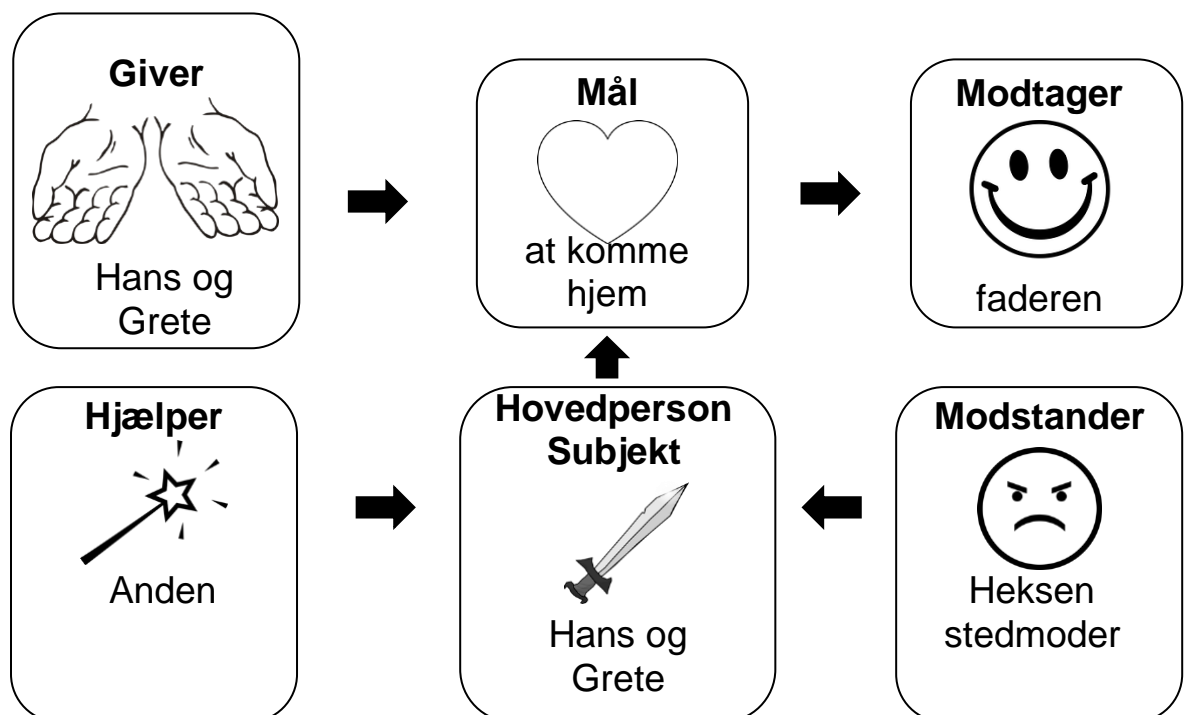 Giver
Hans og
Grete
Mål
at komme
hjem
Modtager
faderen
Hjælper
Anden
Hovedperson
Subjekt
Hans og
Grete
Modstander
Heksen
stedmoder